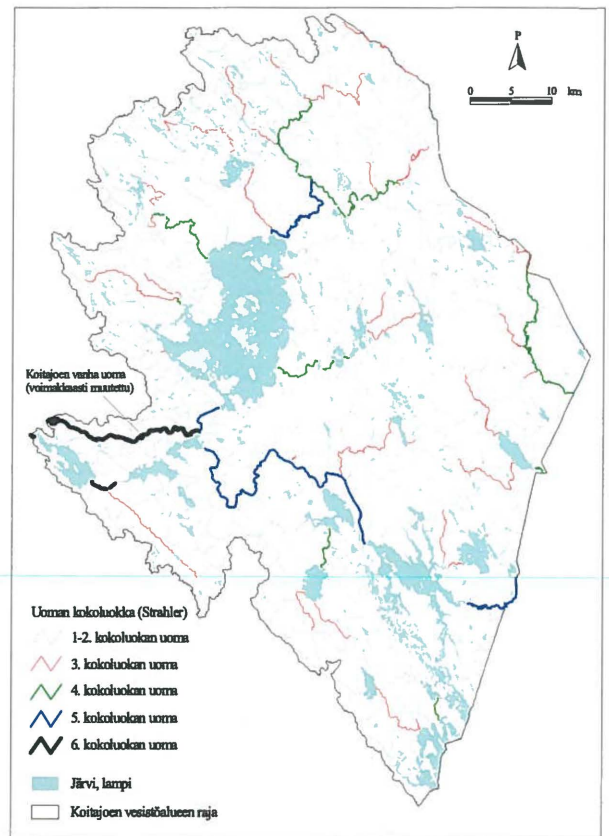 P
0 5 10 km
Koitajoen vanha uoma
(voimakkaasti muutettu)
Uoman kokoluokka (Strahler)
1-2. kokoluokan uoma
3. kokoluokan uoma
4. kokoluokan uoma
5. kokoluokan uoma
6. kokoluokan uoma
Järvi, lampi
Koitajoen vesistöalueen raja